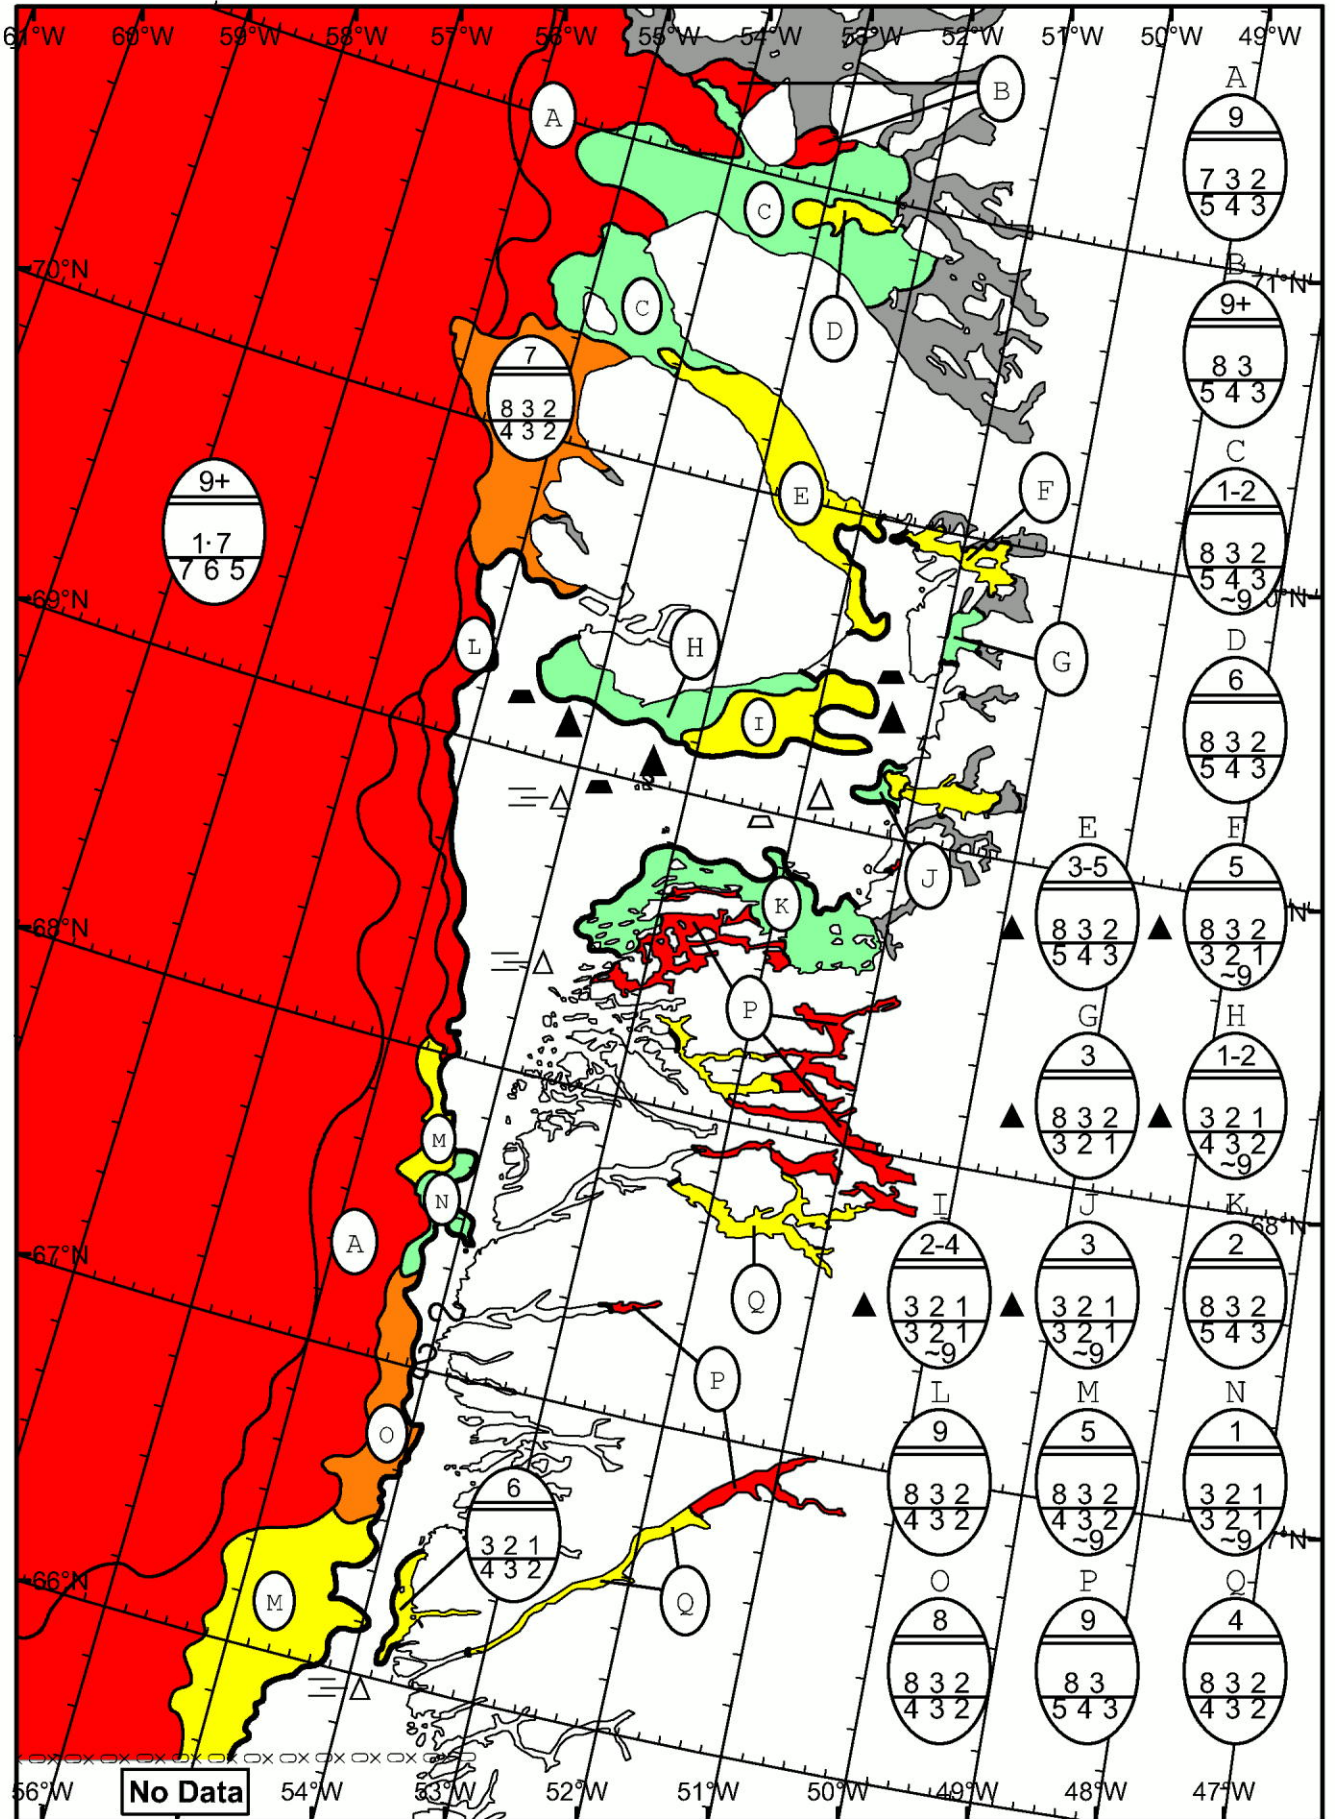 61°W 60°W 59°W 58°W 57°W 56°W 55°W 54°W 53°W 52°W 51°W 50°W 49°W
A
9
7 3 2
5 4 3
B
9+
8 3
5 4 3
C
1-2
8 3 2
5 4 3
~9
D
6
8 3 2
5 4 3
E
3-5
8 3 2
5 4 3
F
5
8 3 2
3 2 1
~9
G
3
8 3 2
3 2 1
H
1-2
3 2 1
4 3 2
~9
I
2-4
3 2 1
3 2 1
~9
J
3
3 2 1
3 2 1
~9
K
2
8 3 2
5 4 3
L
9
8 3 2
4 3 2
M
5
8 3 2
4 3 2
~9
N
1
3 2 1
3 2 1
~9
O
8
8 3 2
4 3 2
P
9
8 3
5 4 3
Q
4
8 3 2
4 3 2
A
B
C
C
D
70°N
71°N
7
8 3 2
4 3 2
9+
1· 7
7 6 5
E
F
69°N
0°N
L
H
G
I
J
K
68°N
N
P
M
N
A
68°N
67°N
Q
P
O
6
3 2 1
4 3 2
7°N
66°N
M
Q
No Data
56°W 54°W 53°W 52°W 51°W 50°W 49°W 48°W 47°W